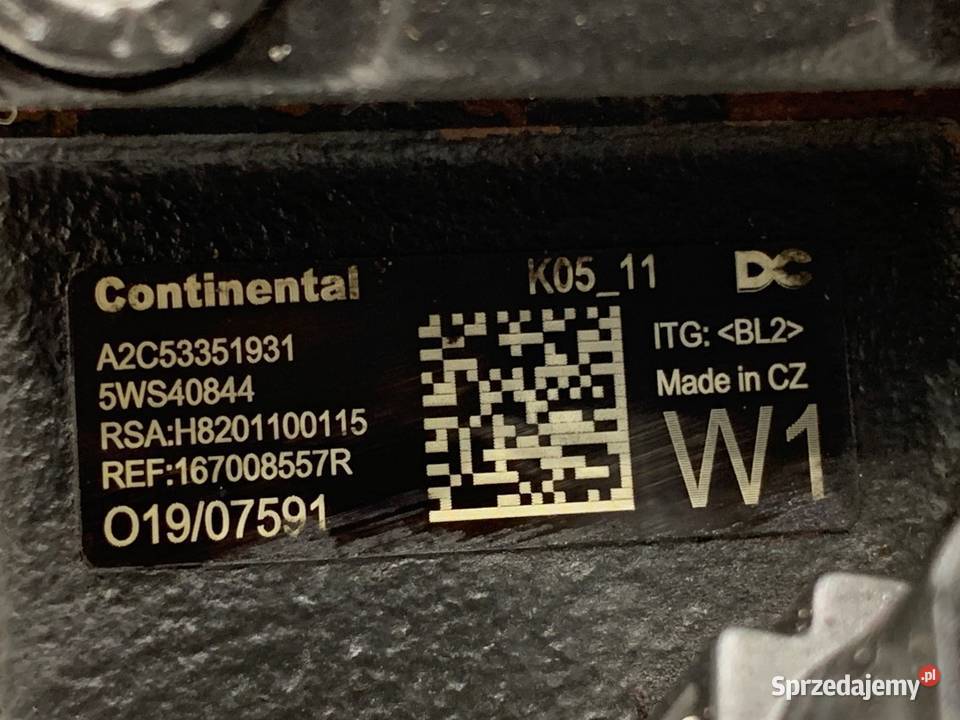 Continental
K05_11
DC
A2C53351931
5WS40844
RSA:H8201100115
REF:167008557R
O19/07591
ITG: <BL2>
Made in CZ
W1
Sprzedajemy.pl